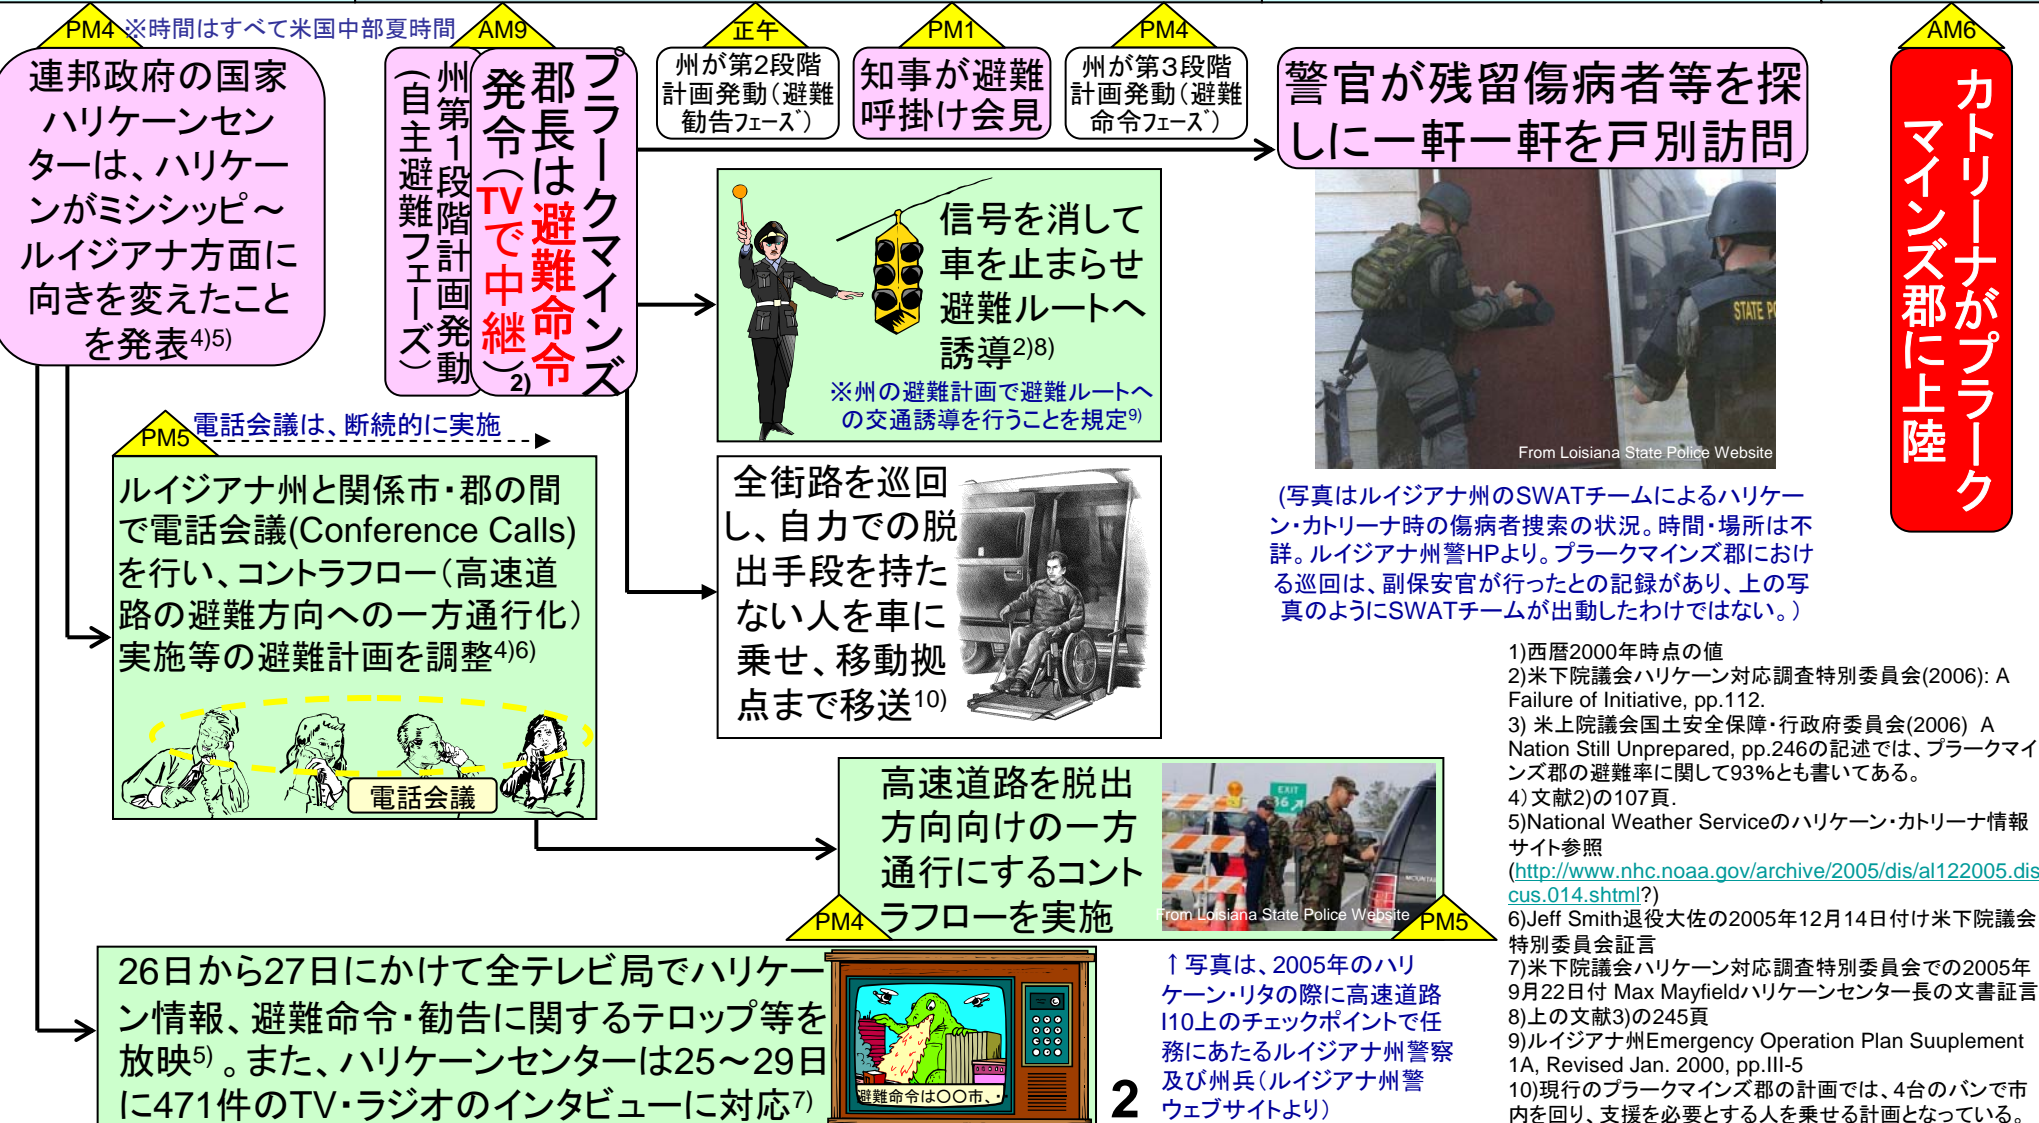 PM4
※時間はすべて米国中部夏時間
連邦政府の国家
ハリケーンセン
ターは、ハリケー
ンがミシシッピ～
ルイジアナ方面に
向きを変えたこと
を発表4)5)
AM9
州第1段階計画発動
（自主避難フェーズ）
プラークマインズ
郡長は避難命令
発令（TVで中継）2)
。
正午
州が第2段階
計画発動（避難
勧告フェーズ）
PM1
知事が避難
呼掛け会見
PM4
州が第3段階
計画発動（避難
命令フェーズ）
警官が残留傷病者等を探
しに一軒一軒を戸別訪問
AM6
カトリーナがプラーク
マインズ郡に上陸
信号を消して
車を止まらせ
避難ルートへ
誘導2)8)
※州の避難計画で避難ルートへ
の交通誘導を行うことを規定9)
STATE PO
From Loisiana State Police Website
(写真はルイジアナ州のSWATチームによるハリケー
ン・カトリーナ時の傷病者捜索の状況。時間・場所は不
詳。ルイジアナ州警HPより。プラークマインズ郡におけ
る巡回は、副保安官が行ったとの記録があり、上の写
真のようにSWATチームが出動したわけではない。）
PM5
電話会議は、断続的に実施
ルイジアナ州と関係市・郡の間
で電話会議(Conference Calls)
を行い、コントラフロー（高速道
路の避難方向への一方通行化）
実施等の避難計画を調整4)6)
電話会議
全街路を巡回
し、自力での脱
出手段を持た
ない人を車に
乗せ、移動拠
点まで移送10)
高速道路を脱出
方向向けの一方
通行にするコント
ラフローを実施
PM4
EXIT
36
From Loisiana State Police Website
PM5
↑写真は、2005年のハリ
ケーン・リタの際に高速道路
I10上のチェックポイントで任
務にあたるルイジアナ州警察
及び州兵（ルイジアナ州警
ウェブサイトより）
26日から27日にかけて全テレビ局でハリケー
ン情報、避難命令・勧告に関するテロップ等を
放映5)。また、ハリケーンセンターは25～29日
に471件のTV・ラジオのインタビューに対応7)
避難命令は〇〇市、・
2
1)西暦2000年時点の値
2)米下院議会ハリケーン対応調査特別委員会(2006): A
Failure of Initiative, pp.112.
3) 米上院議会国土安全保障・行政府委員会(2006) A
Nation Still Unprepared, pp.246の記述では、プラークマイ
ンズ郡の避難率に関して93%とも書いてある。
4）文献2)の107頁.
5)National Weather Serviceのハリケーン・カトリーナ情報
サイト参照
(http://www.nhc.noaa.gov/archive/2005/dis/al122005.dis
cus.014.shtml?)
6)Jeff Smith退役大佐の2005年12月14日付け米下院議会
特別委員会証言
7)米下院議会ハリケーン対応調査特別委員会での2005年
9月22日付 Max Mayfieldハリケーンセンター長の文書証言
8)上の文献3)の245頁
9)ルイジアナ州Emergency Operation Plan Suuplement
1A, Revised Jan. 2000, pp.III-5
10)現行のプラークマインズ郡の計画では、4台のバンで市
内を回り、支援を必要とする人を乗せる計画となっている。